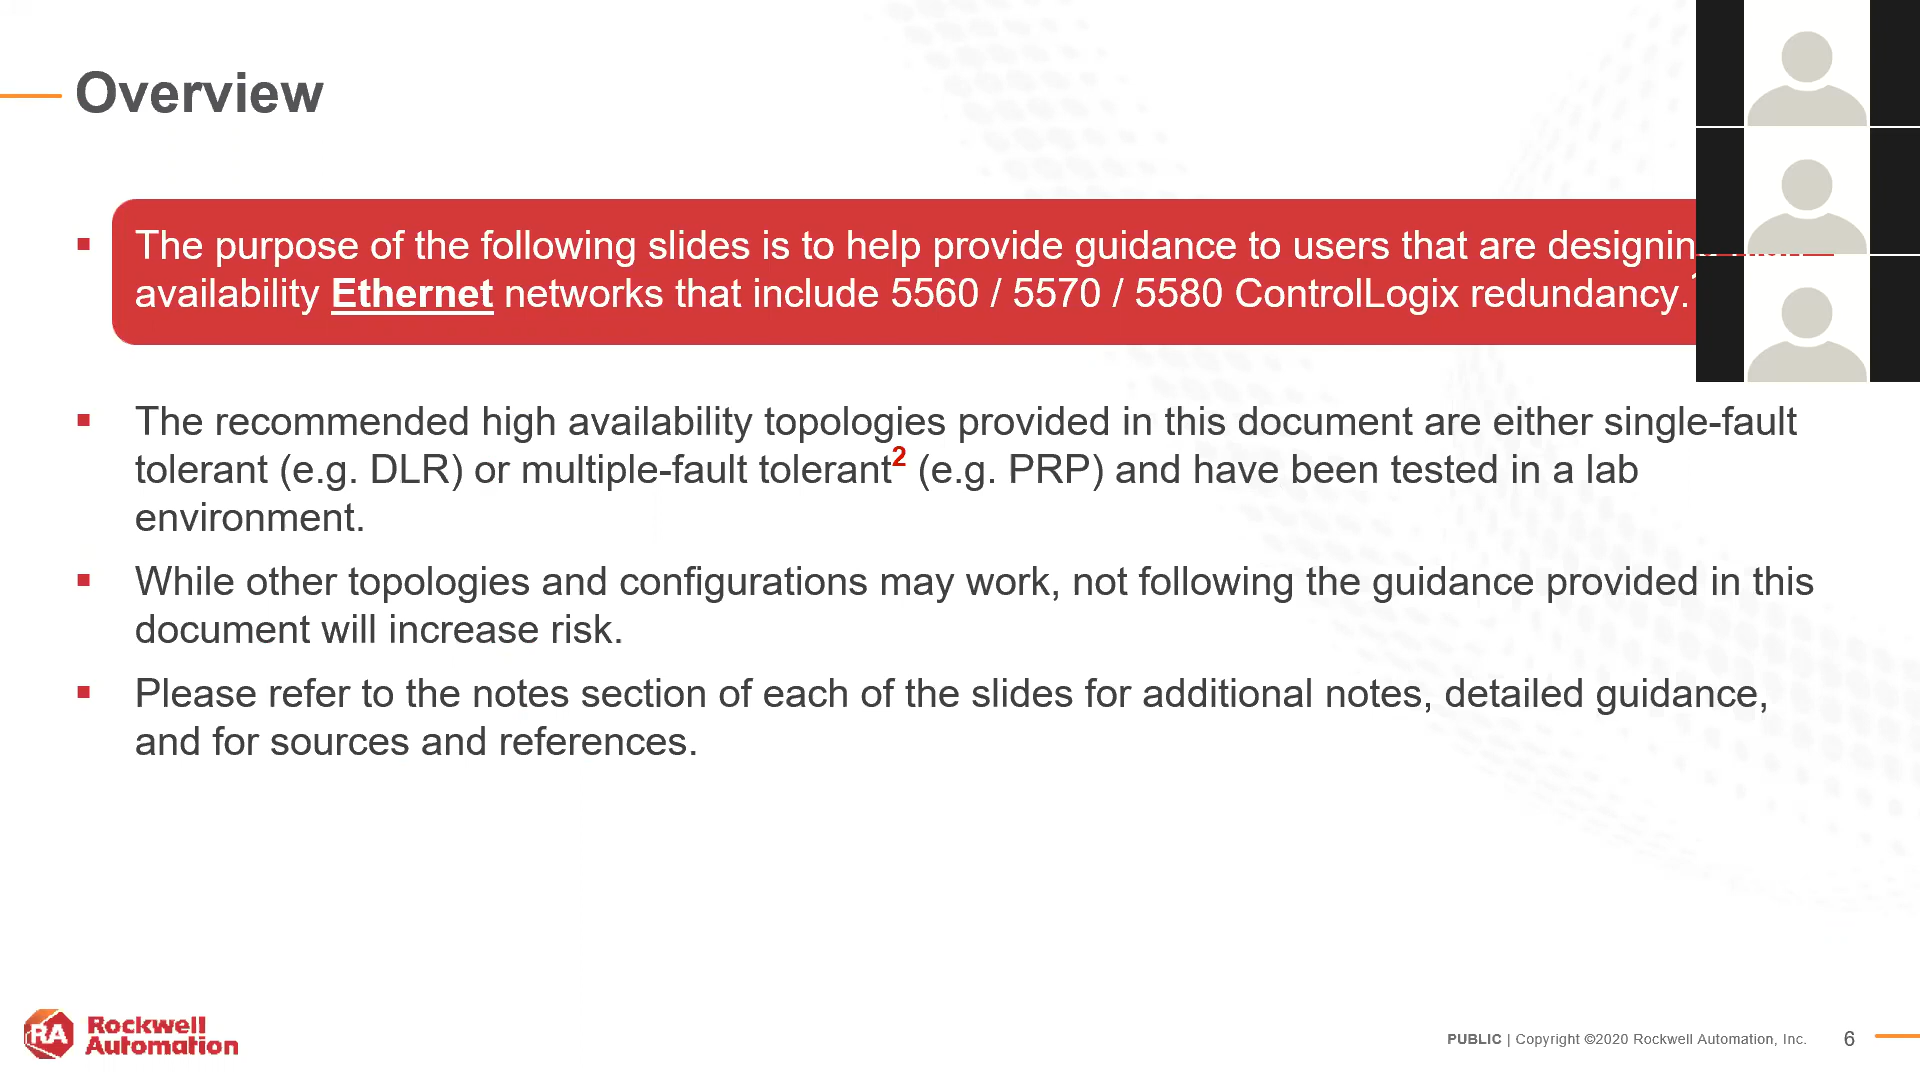 Overview
▪ The purpose of the following slides is to help provide guidance to users that are
availability Ethernet networks that include 5560 / 5570 / 5580 ControlLogix redundancy.
▪ The recommended high availability topologies provided in this document are either single-fault
tolerant (e.g. DLR) or multiple-fault tolerant2 (e.g. PRP) and have been tested in a lab
environment.
▪ While other topologies and configurations may work, not following the guidance provided in this
document will increase risk.
▪ Please refer to the notes section of each of the slides for additional notes, detailed guidance,
and for sources and references.
RA Rockwell
Automation
PUBLIC | Copyright ©2020 Rockwell Automation, Inc. 6